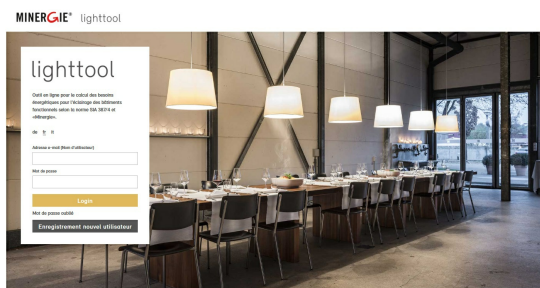 MINERGIE® lighttool
lighttool
Outil en ligne pour le calcul des besoins
énergétiques pour l'éclairage des bâtiments
fonctionnels selon la norme SIA 387/4 et
«Minergie».
de fr it
Adresse e-mail (Nom d'utilisateur)
Mot de passe
Login
Mot de passe oublié
Enregistrement nouvel utilisateur